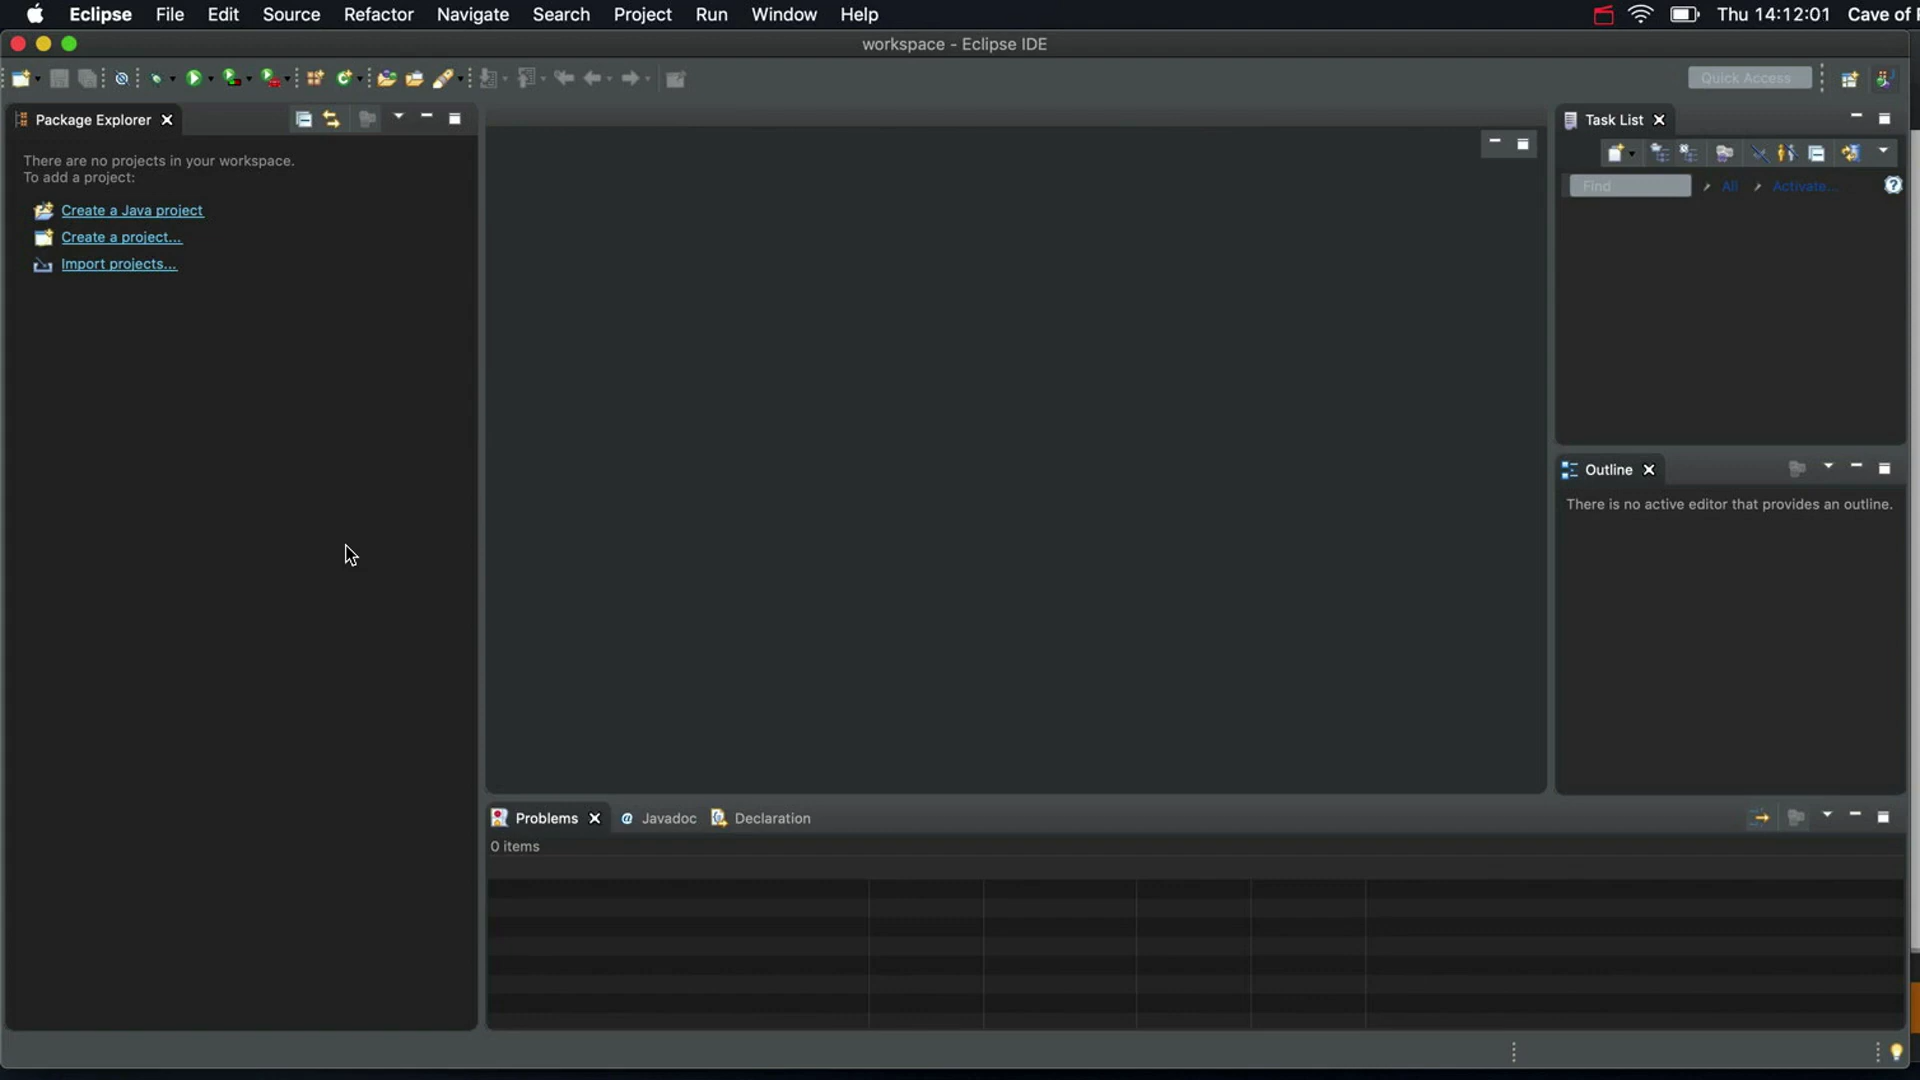 Eclipse File Edit Source Refactor Navigate Search Project Run Window Help
Thu 14:12:01 Cave of
workspace - Eclipse IDE
Quick Access
Package Explorer
There are no projects in your workspace.
To add a project:
Create a Java project
Create a project...
Import projects...
Task List
Find
All
Activate...
Outline
There is no active editor that provides an outline.
Problems
Javadoc
Declaration
0 items